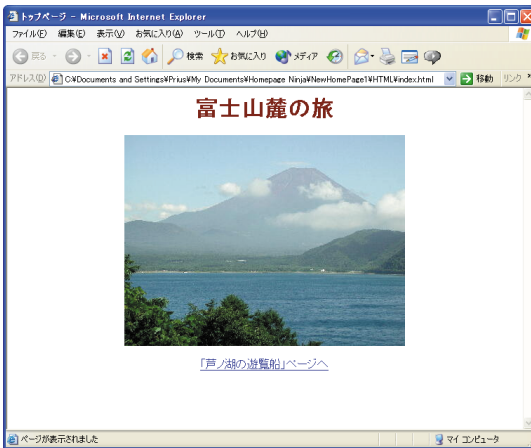 トップページ - Microsoft Internet Explorer
ファイル(F) 編集(E) 表示(V) お気に入り(A) ツール(T) ヘルプ(H)
戻る 検索 お気に入り メディア
アドレス(D) C:¥Documents and Settings¥Prius¥My Documents¥Homepage Ninja¥NewHomePage1¥HTML¥index.html 移動 リンク »
富士山麓の旅
「芦ノ湖の遊覧船」ページへ
ページが表示されました マイ コンピュータ